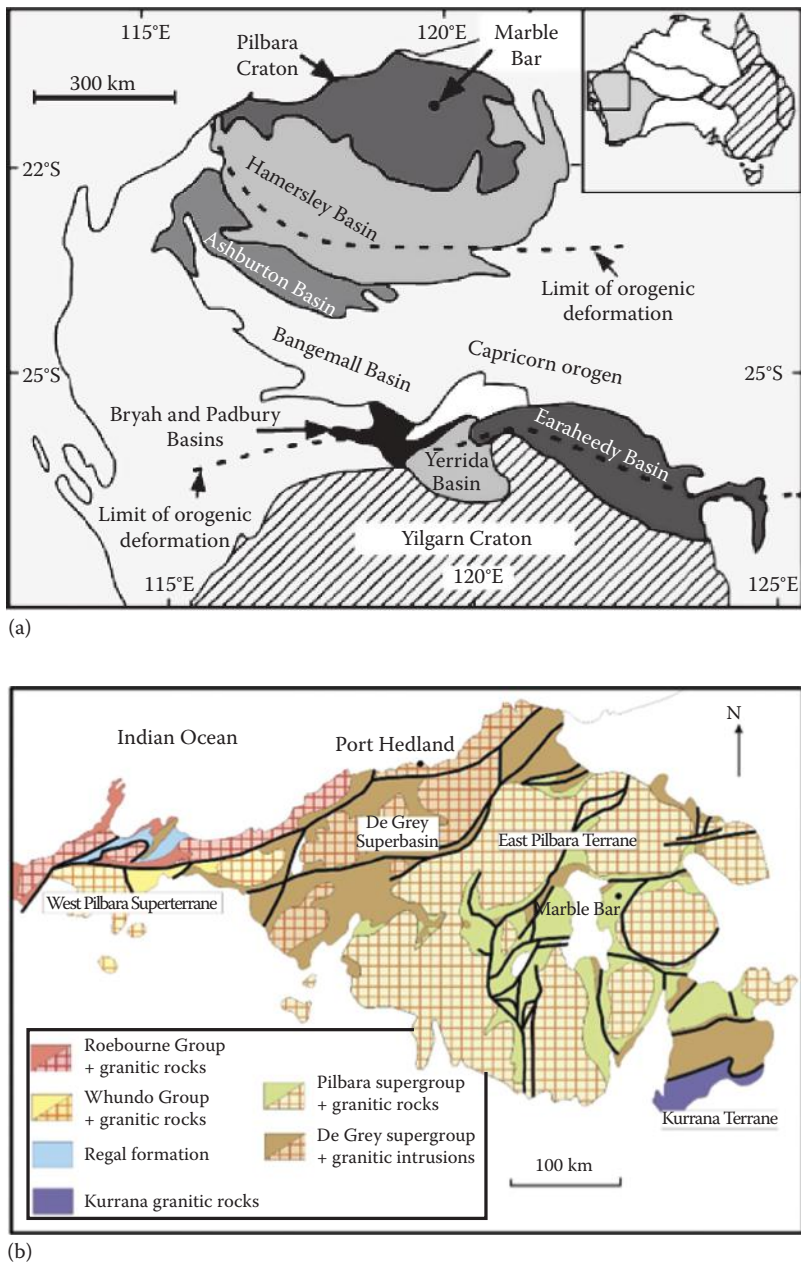 115°E
120°E
Pilbara
Craton
Marble
Bar
300 km
22°S
Hamersley Basin
Ashburton Basin
Limit of orogenic
deformation
Bangemall Basin
Capricorn orogen
25°S
25°S
Bryah and Padbury
Basins
Earaheedy Basin
Yerrida
Basin
Limit of orogenic
deformation
Yilgarn Craton
115°E
120°E
125°E
(a)
N
Indian Ocean
Port Hedland
De Grey
Superbasin
East Pilbara Terrane
West Pilbara Superterrane
Marble Bar
Roebourne Group
+ granitic rocks
Whundo Group
+ granitic rocks
Regal formation
Kurrana granitic rocks
Pilbara supergroup
+ granitic rocks
De Grey supergroup
+ granitic intrusions
Kurrana Terrane
100 km
(b)